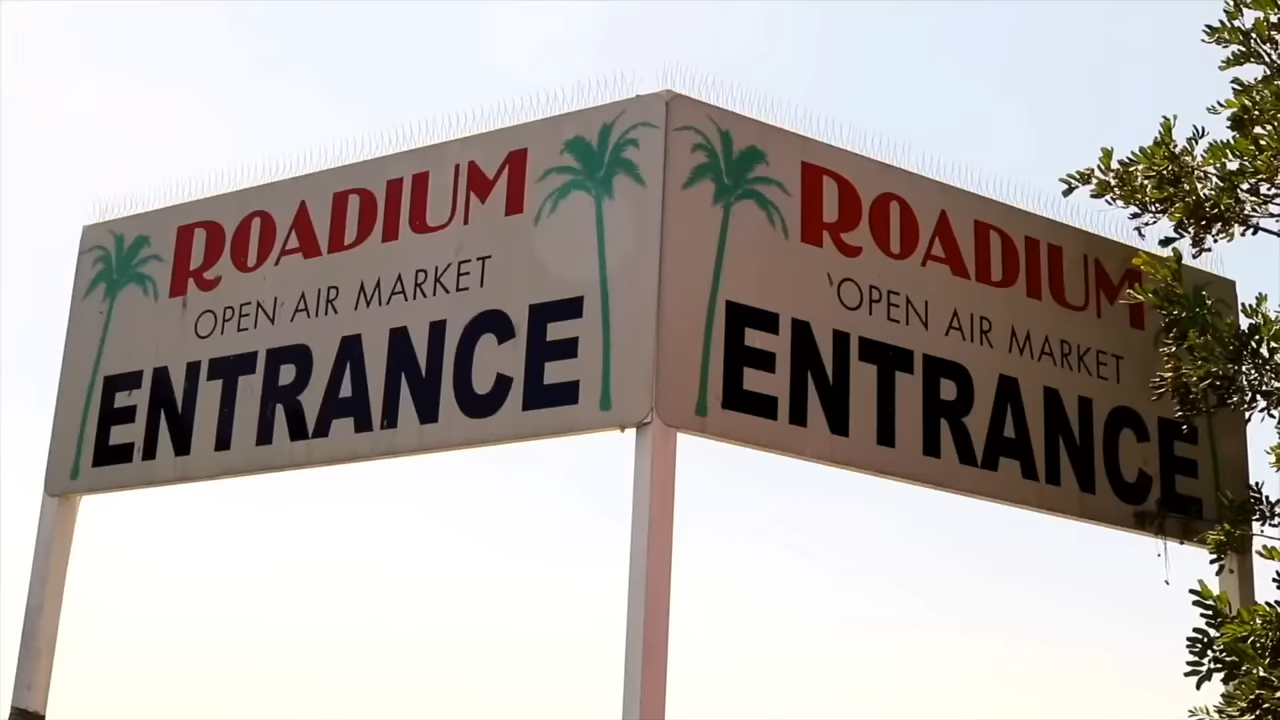 ROADIUM
OPEN AIR MARKET
ENTRANCE
ROADIUM
OPEN AIR MARKET
ENTRANCE